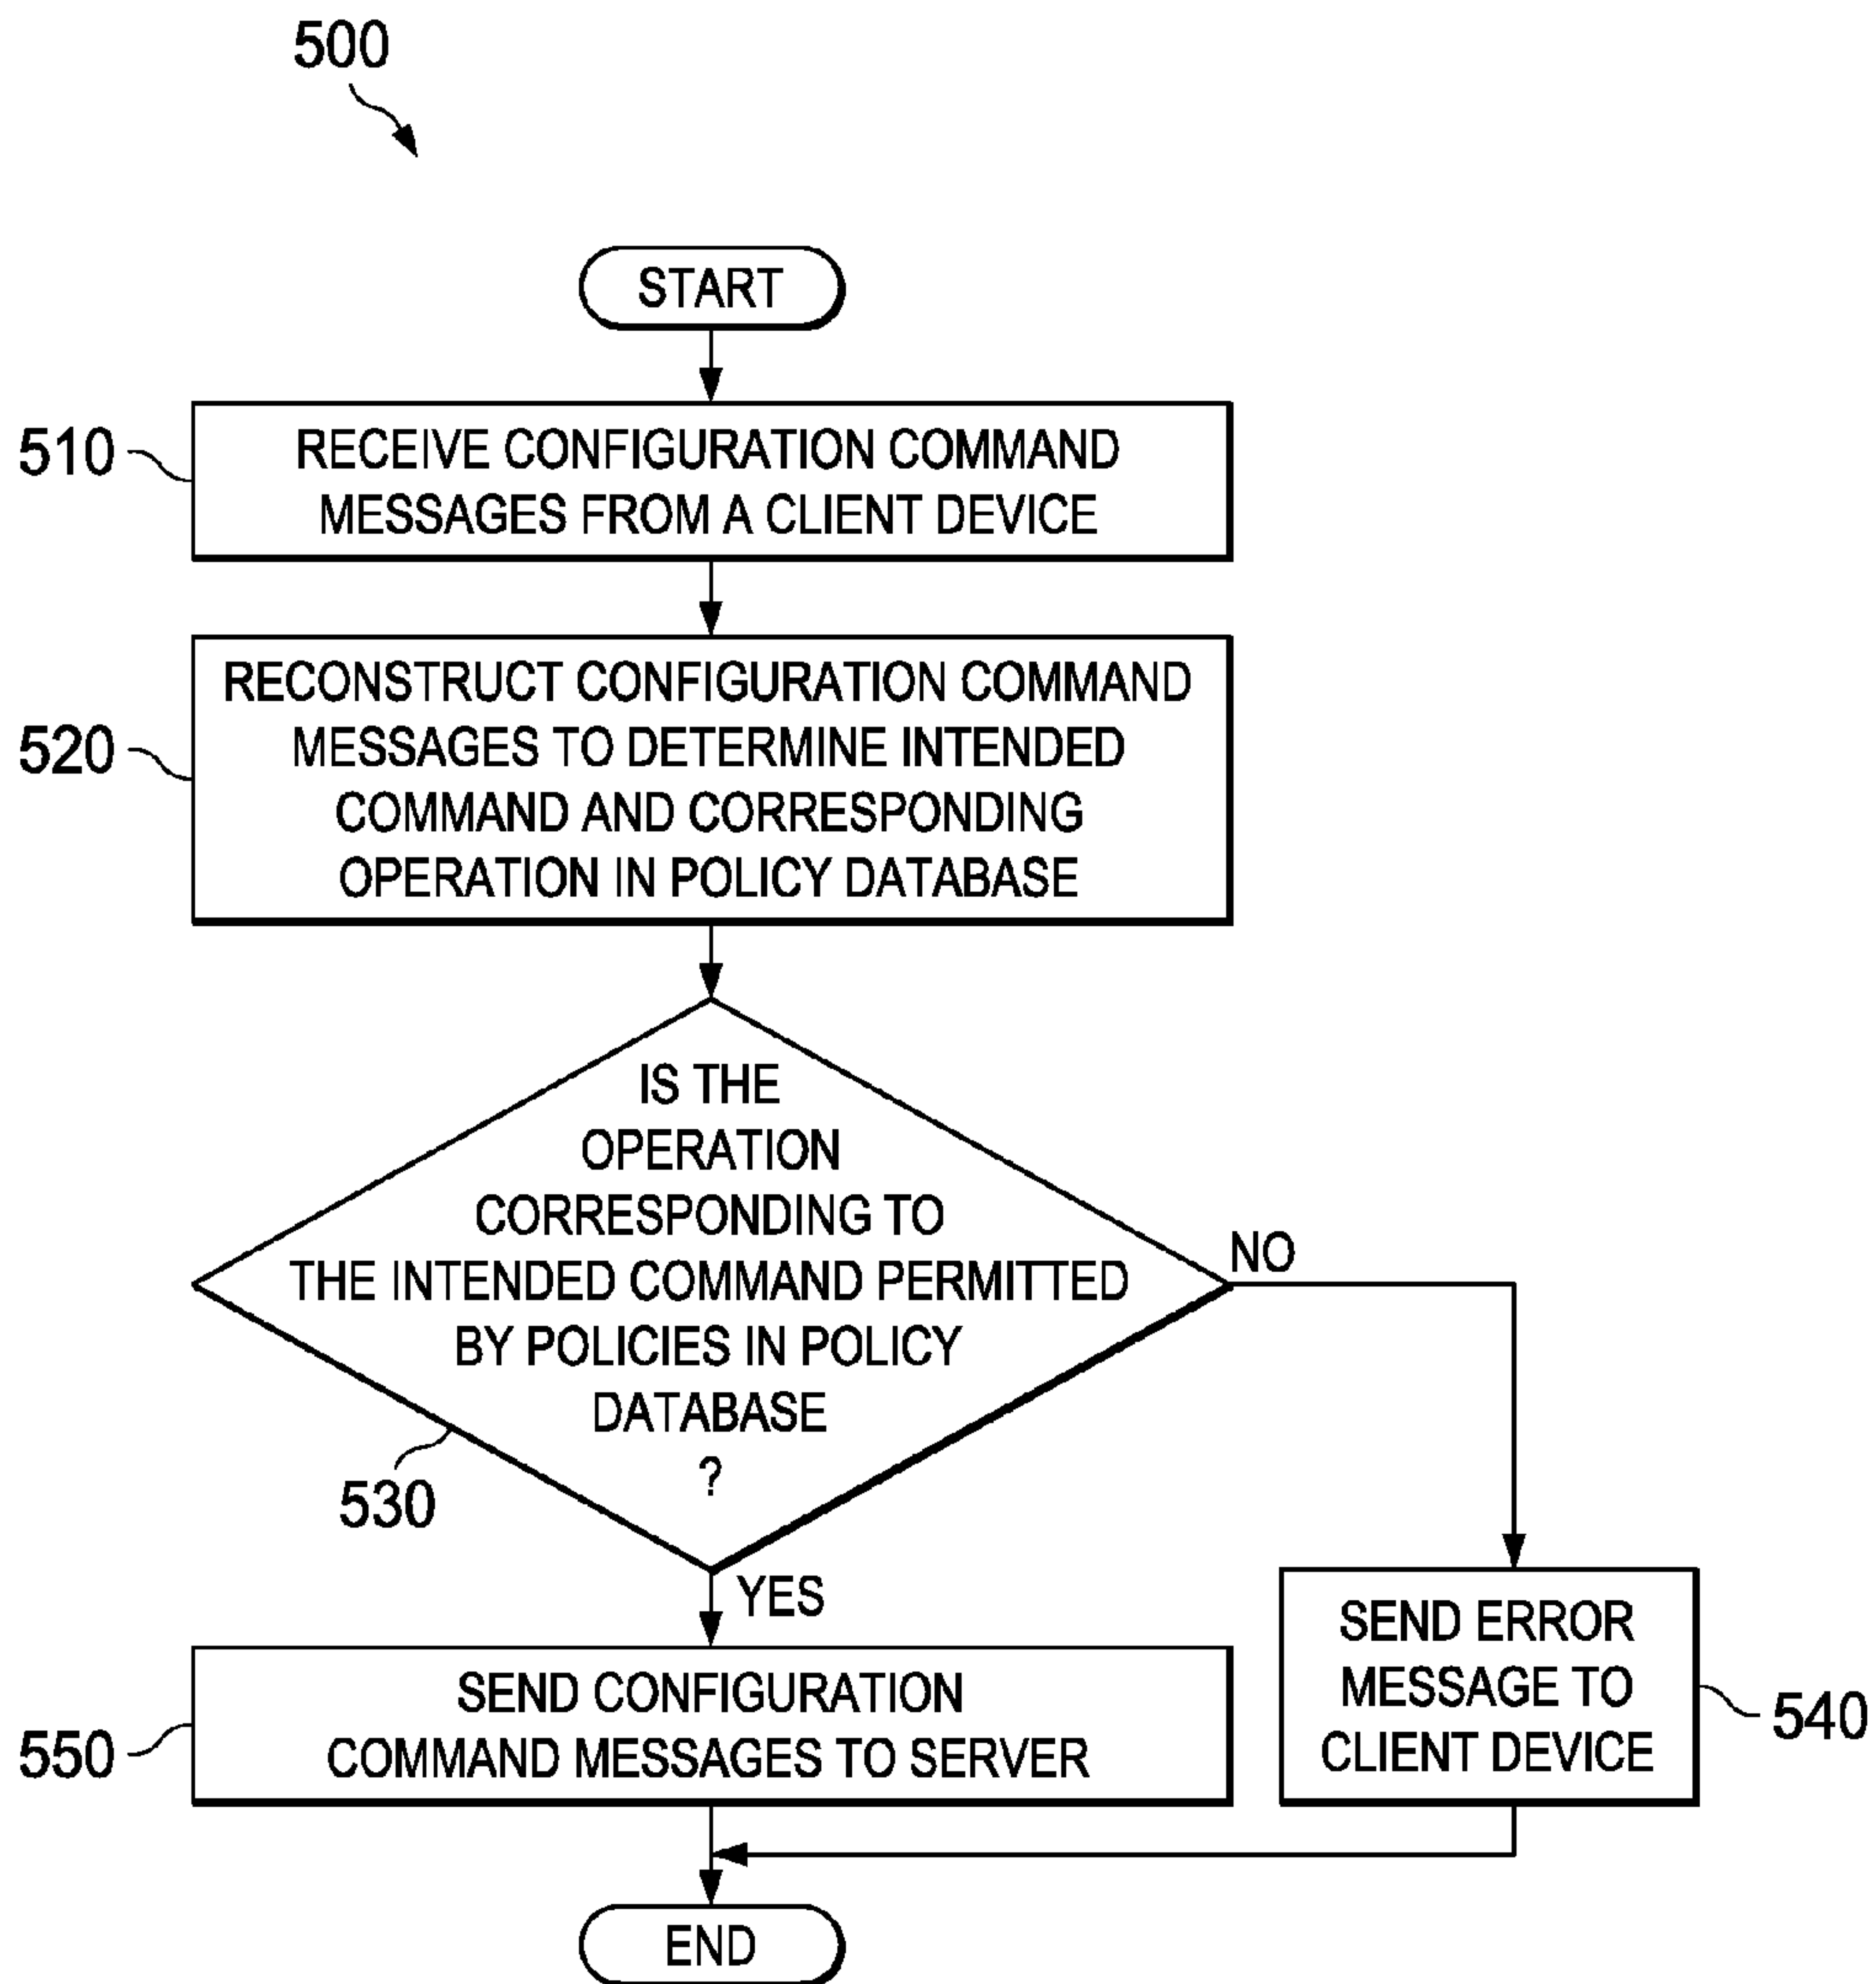 500
START
510
RECEIVE CONFIGURATION COMMAND
MESSAGES FROM A CLIENT DEVICE
520
RECONSTRUCT CONFIGURATION COMMAND
MESSAGES TO DETERMINE INTENDED
COMMAND AND CORRESPONDING
OPERATION IN POLICY DATABASE
IS THE
OPERATION
CORRESPONDING TO
THE INTENDED COMMAND PERMITTED
BY POLICIES IN POLICY
DATABASE
?
530
NO
YES
SEND ERROR
MESSAGE TO
CLIENT DEVICE
540
550
SEND CONFIGURATION
COMMAND MESSAGES TO SERVER
END